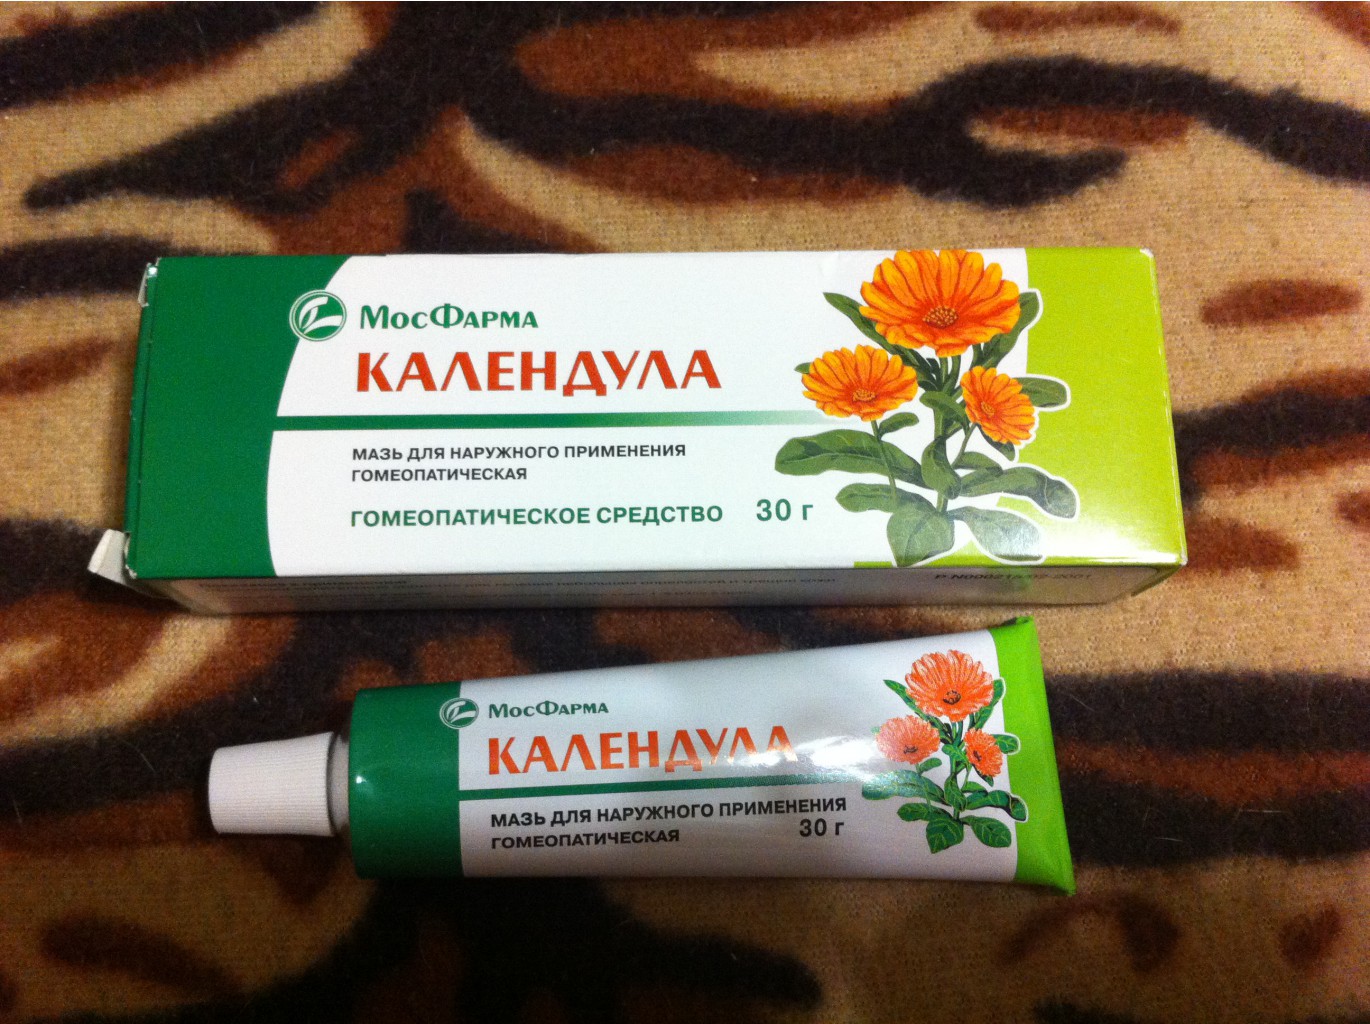 МосФарма
КАЛЕНДУЛА
МАЗЬ ДЛЯ НАРУЖНОГО ПРИМЕНЕНИЯ
ГОМЕОПАТИЧЕСКАЯ
ГОМЕОПАТИЧЕСКОЕ СРЕДСТВО 30 г
МосФарма
КАЛЕНДУЛА
МАЗЬ ДЛЯ НАРУЖНОГО ПРИМЕНЕНИЯ
ГОМЕОПАТИЧЕСКАЯ 30 г